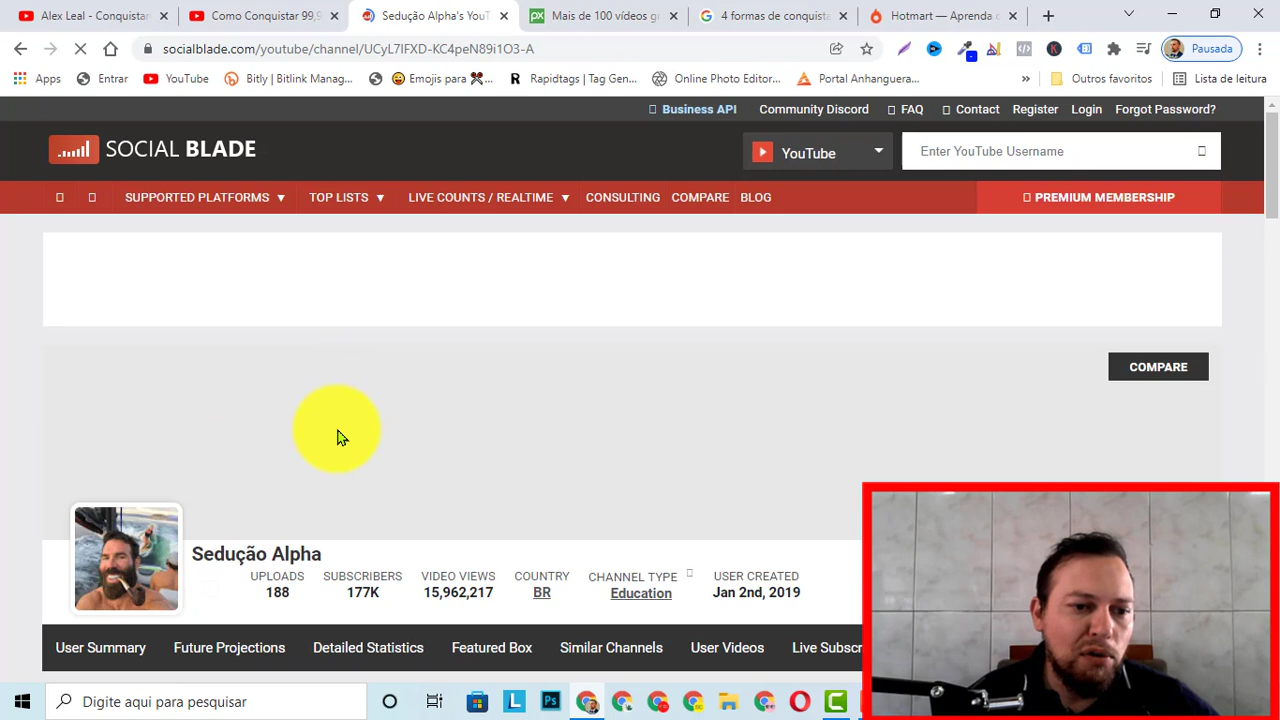 Alex Leal - Conquistan
Como Conquistar 99,9
Sedução Alpha's YouT
Mais de 100 vídeos gr
4 formas de conquista
Hotmart — Aprenda o
socialblade.com/youtube/channel/UCyL7IFXD-KC4peN89i1O3-A
Pausada
Apps
Entrar
YouTube
Bitly | Bitlink Manag...
Emojis para
Rapidtags | Tag Gen...
Online Photo Editor...
Portal Anhanguera...
»
Outros favoritos
Lista de leitura
Business API
Community Discord
FAQ
Contact
Register
Login
Forgot Password?
SOCIAL BLADE
YouTube
Enter YouTube Username
SUPPORTED PLATFORMS
TOP LISTS
LIVE COUNTS / REALTIME
CONSULTING
COMPARE
BLOG
PREMIUM MEMBERSHIP
COMPARE
Sedução Alpha
UPLOADS
188
SUBSCRIBERS
177K
VIDEO VIEWS
15,962,217
COUNTRY
BR
CHANNEL TYPE
Education
USER CREATED
Jan 2nd, 2019
User Summary
Future Projections
Detailed Statistics
Featured Box
Similar Channels
User Videos
Live Subsc
Digite aqui para pesquisar